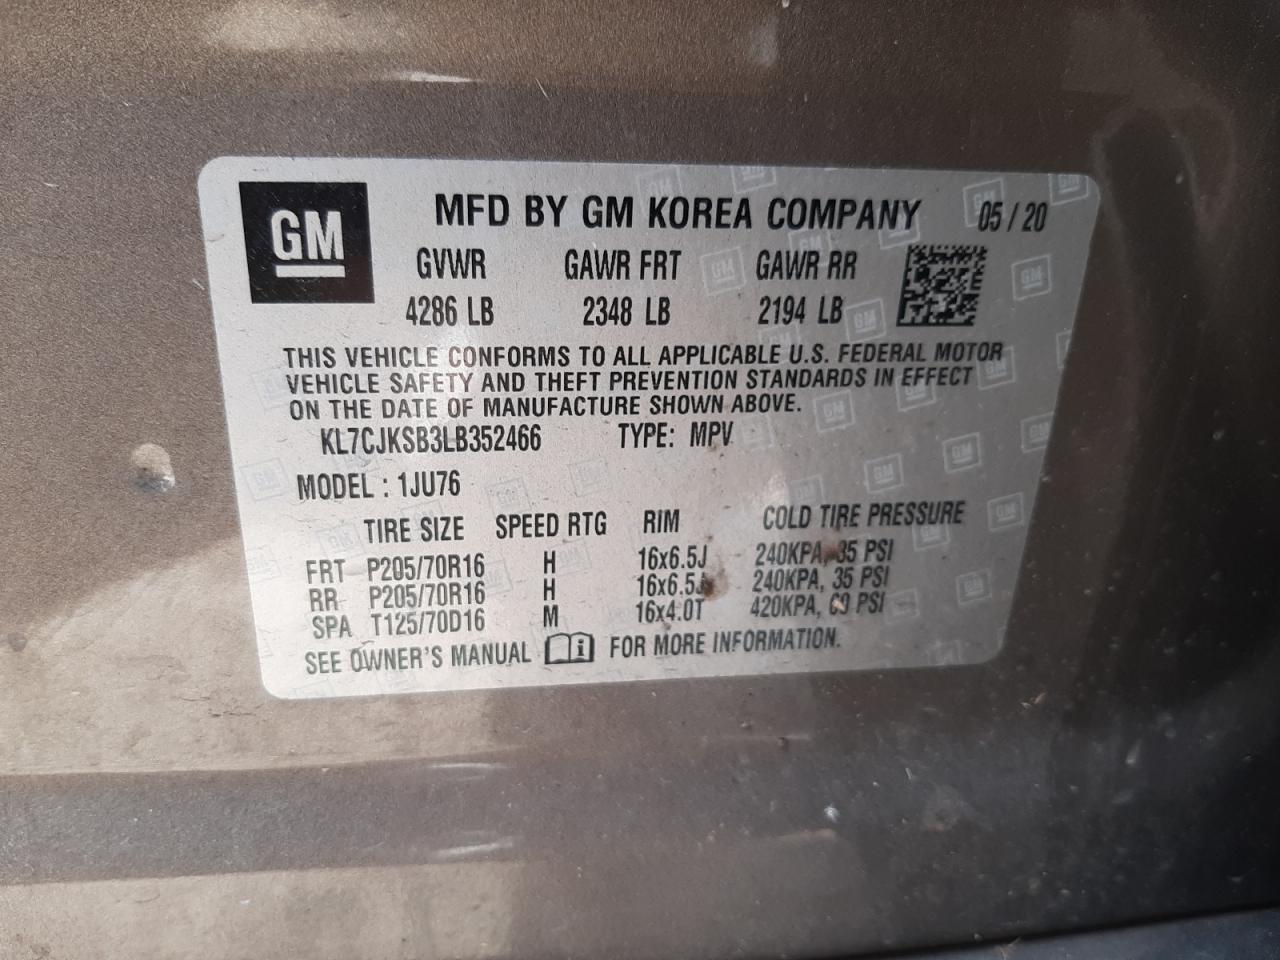 GM
MFD BY GM KOREA COMPANY 05 / 20
GVWR GAWR FRT GAWR RR
4286 LB 2348 LB 2194 LB
THIS VEHICLE CONFORMS TO ALL APPLICABLE U.S. FEDERAL MOTOR
VEHICLE SAFETY AND THEFT PREVENTION STANDARDS IN EFFECT
ON THE DATE OF MANUFACTURE SHOWN ABOVE.
KL7CJKSB3LB352466 TYPE: MPV
MODEL : 1JU76
TIRE SIZE SPEED RTG RIM COLD TIRE PRESSURE
FRT P205/70R16 H 16x6.5J 240KPA, 35 PSI
RR P205/70R16 H 16x6.5J 240KPA, 35 PSI
SPA T125/70D16 M 16x4.0T 420KPA, 60 PSI
SEE OWNER'S MANUAL FOR MORE INFORMATION.